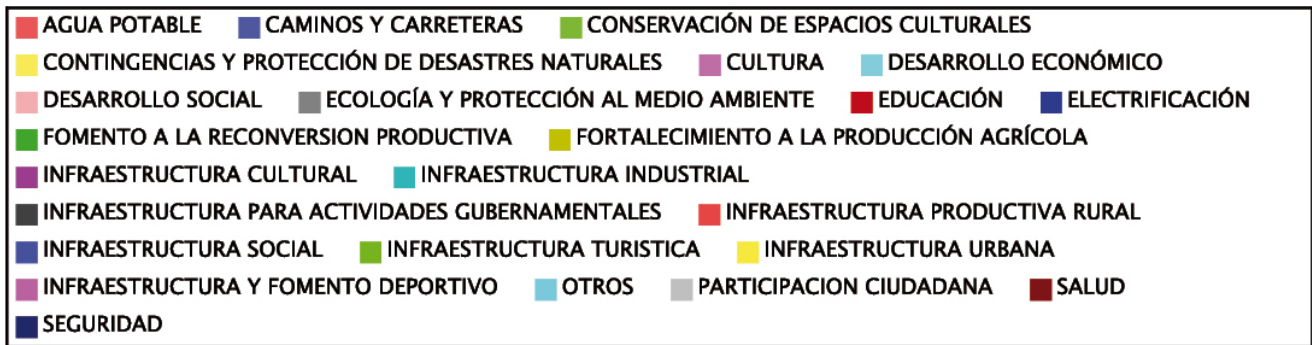 AGUA POTABLE CAMINOS Y CARRETERAS CONSERVACIÓN DE ESPACIOS CULTURALES
CONTINGENCIAS Y PROTECCIÓN DE DESASTRES NATURALES CULTURA DESARROLLO ECONÓMICO
DESARROLLO SOCIAL ECOLOGÍA Y PROTECCIÓN AL MEDIO AMBIENTE EDUCACIÓN ELECTRIFICACIÓN
FOMENTO A LA RECONVERSION PRODUCTIVA FORTALECIMIENTO A LA PRODUCCIÓN AGRÍCOLA
INFRAESTRUCTURA CULTURAL INFRAESTRUCTURA INDUSTRIAL
INFRAESTRUCTURA PARA ACTIVIDADES GUBERNAMENTALES INFRAESTRUCTURA PRODUCTIVA RURAL
INFRAESTRUCTURA SOCIAL INFRAESTRUCTURA TURISTICA INFRAESTRUCTURA URBANA
INFRAESTRUCTURA Y FOMENTO DEPORTIVO OTROS PARTICIPACION CIUDADANA SALUD
SEGURIDAD